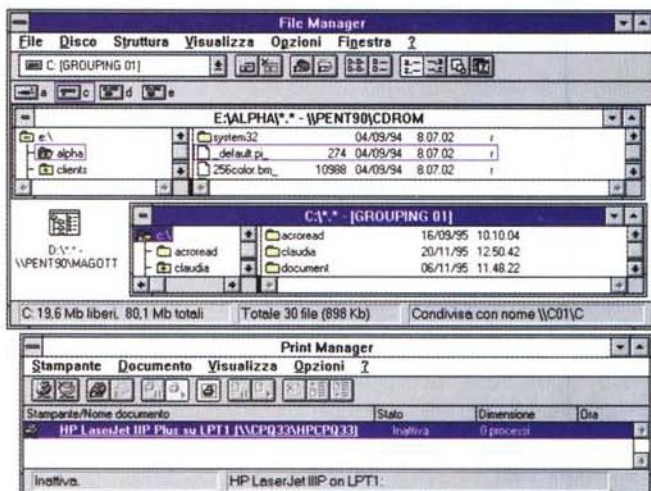 File Manager
File Disco Struttura Visualizza Opzioni Finestra ?
C: [GROUPING 01]
a c d e
E:\ALPHA\*.* - \\PENT90\CDROM
e:\ system32 04/09/94 8.07.02 r
alpha _default.pi_ 274 04/09/94 8.07.02 r
clients 256color.bm_ 10988 04/09/94 8.07.02 r
D:\*.* -
\\PENT90\MAGOTT
C:\*.* - [GROUPING 01]
c:\ acroread 16/09/95 10.10.04
acroread claudia 20/11/95 12.50.42
claudia document 06/11/95 11.48.22
C: 19,6 Mb liberi, 80,1 Mb totali Totale 30 file (898 Kb) Condivisa con nome \\C01\C
Print Manager
Stampante Documento Visualizza Opzioni ?
Stampante/Nome documento Stato Dimensione Ora
HP LaserJet IIP Plus su LPT1 (\\CPQ33\HPCPQ33) Inattiva 0 processi
Inattiva. HP LaserJet IIIP on LPT1: